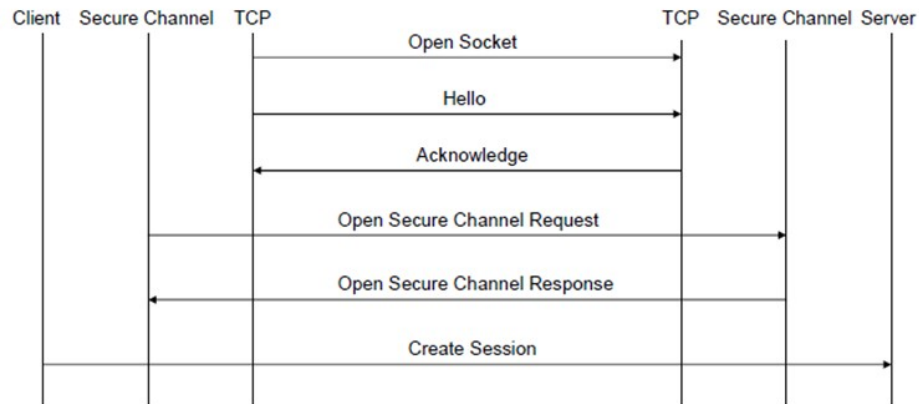 Client Secure Channel TCP TCP Secure Channel Server
Open Socket
Hello
Acknowledge
Open Secure Channel Request
Open Secure Channel Response
Create Session